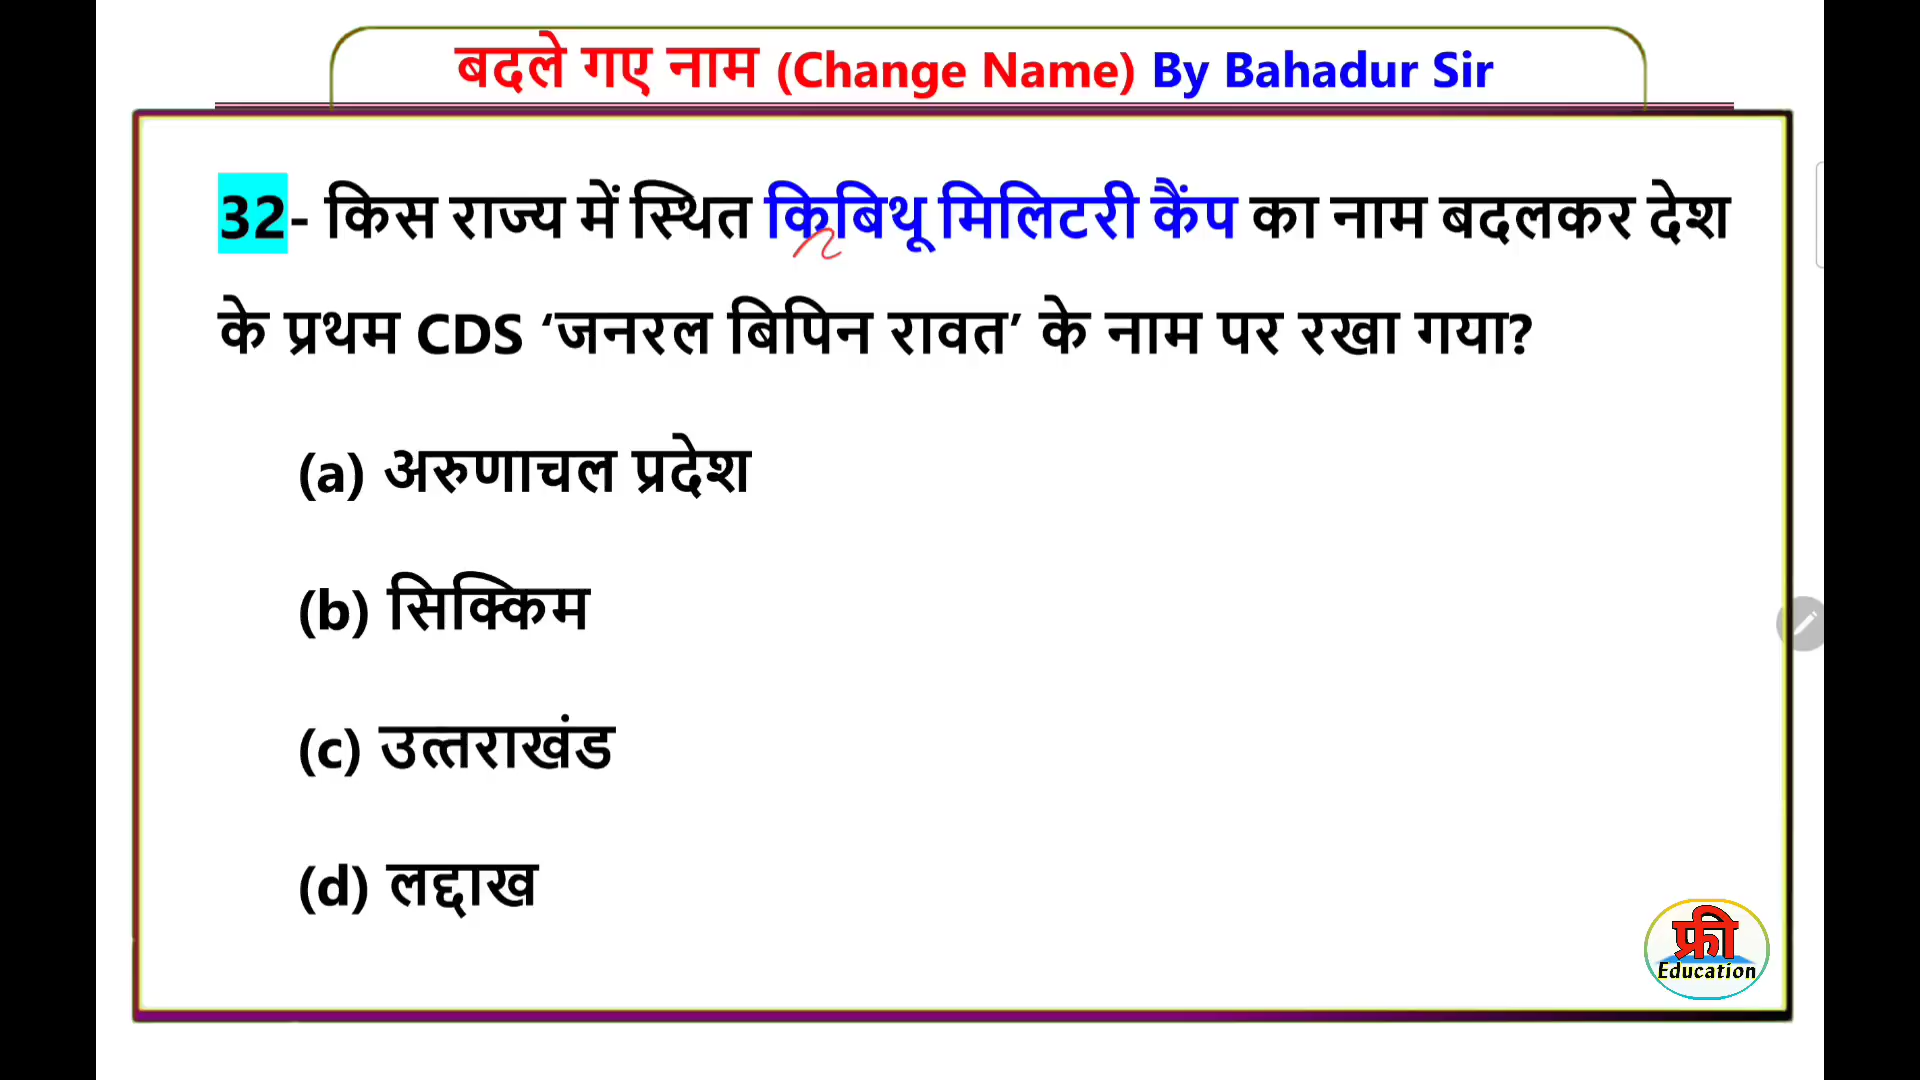 बदले गए नाम (Change Name) By Bahadur Sir
32- किस राज्य में स्थित किबिथू मिलिटरी कैंप का नाम बदलकर देश
के प्रथम CDS ‘जनरल बिपिन रावत’ के नाम पर रखा गया?
(a) अरुणाचल प्रदेश
(b) सिक्किम
(c) उत्तराखंड
(d) लद्दाख
फ्री
Education